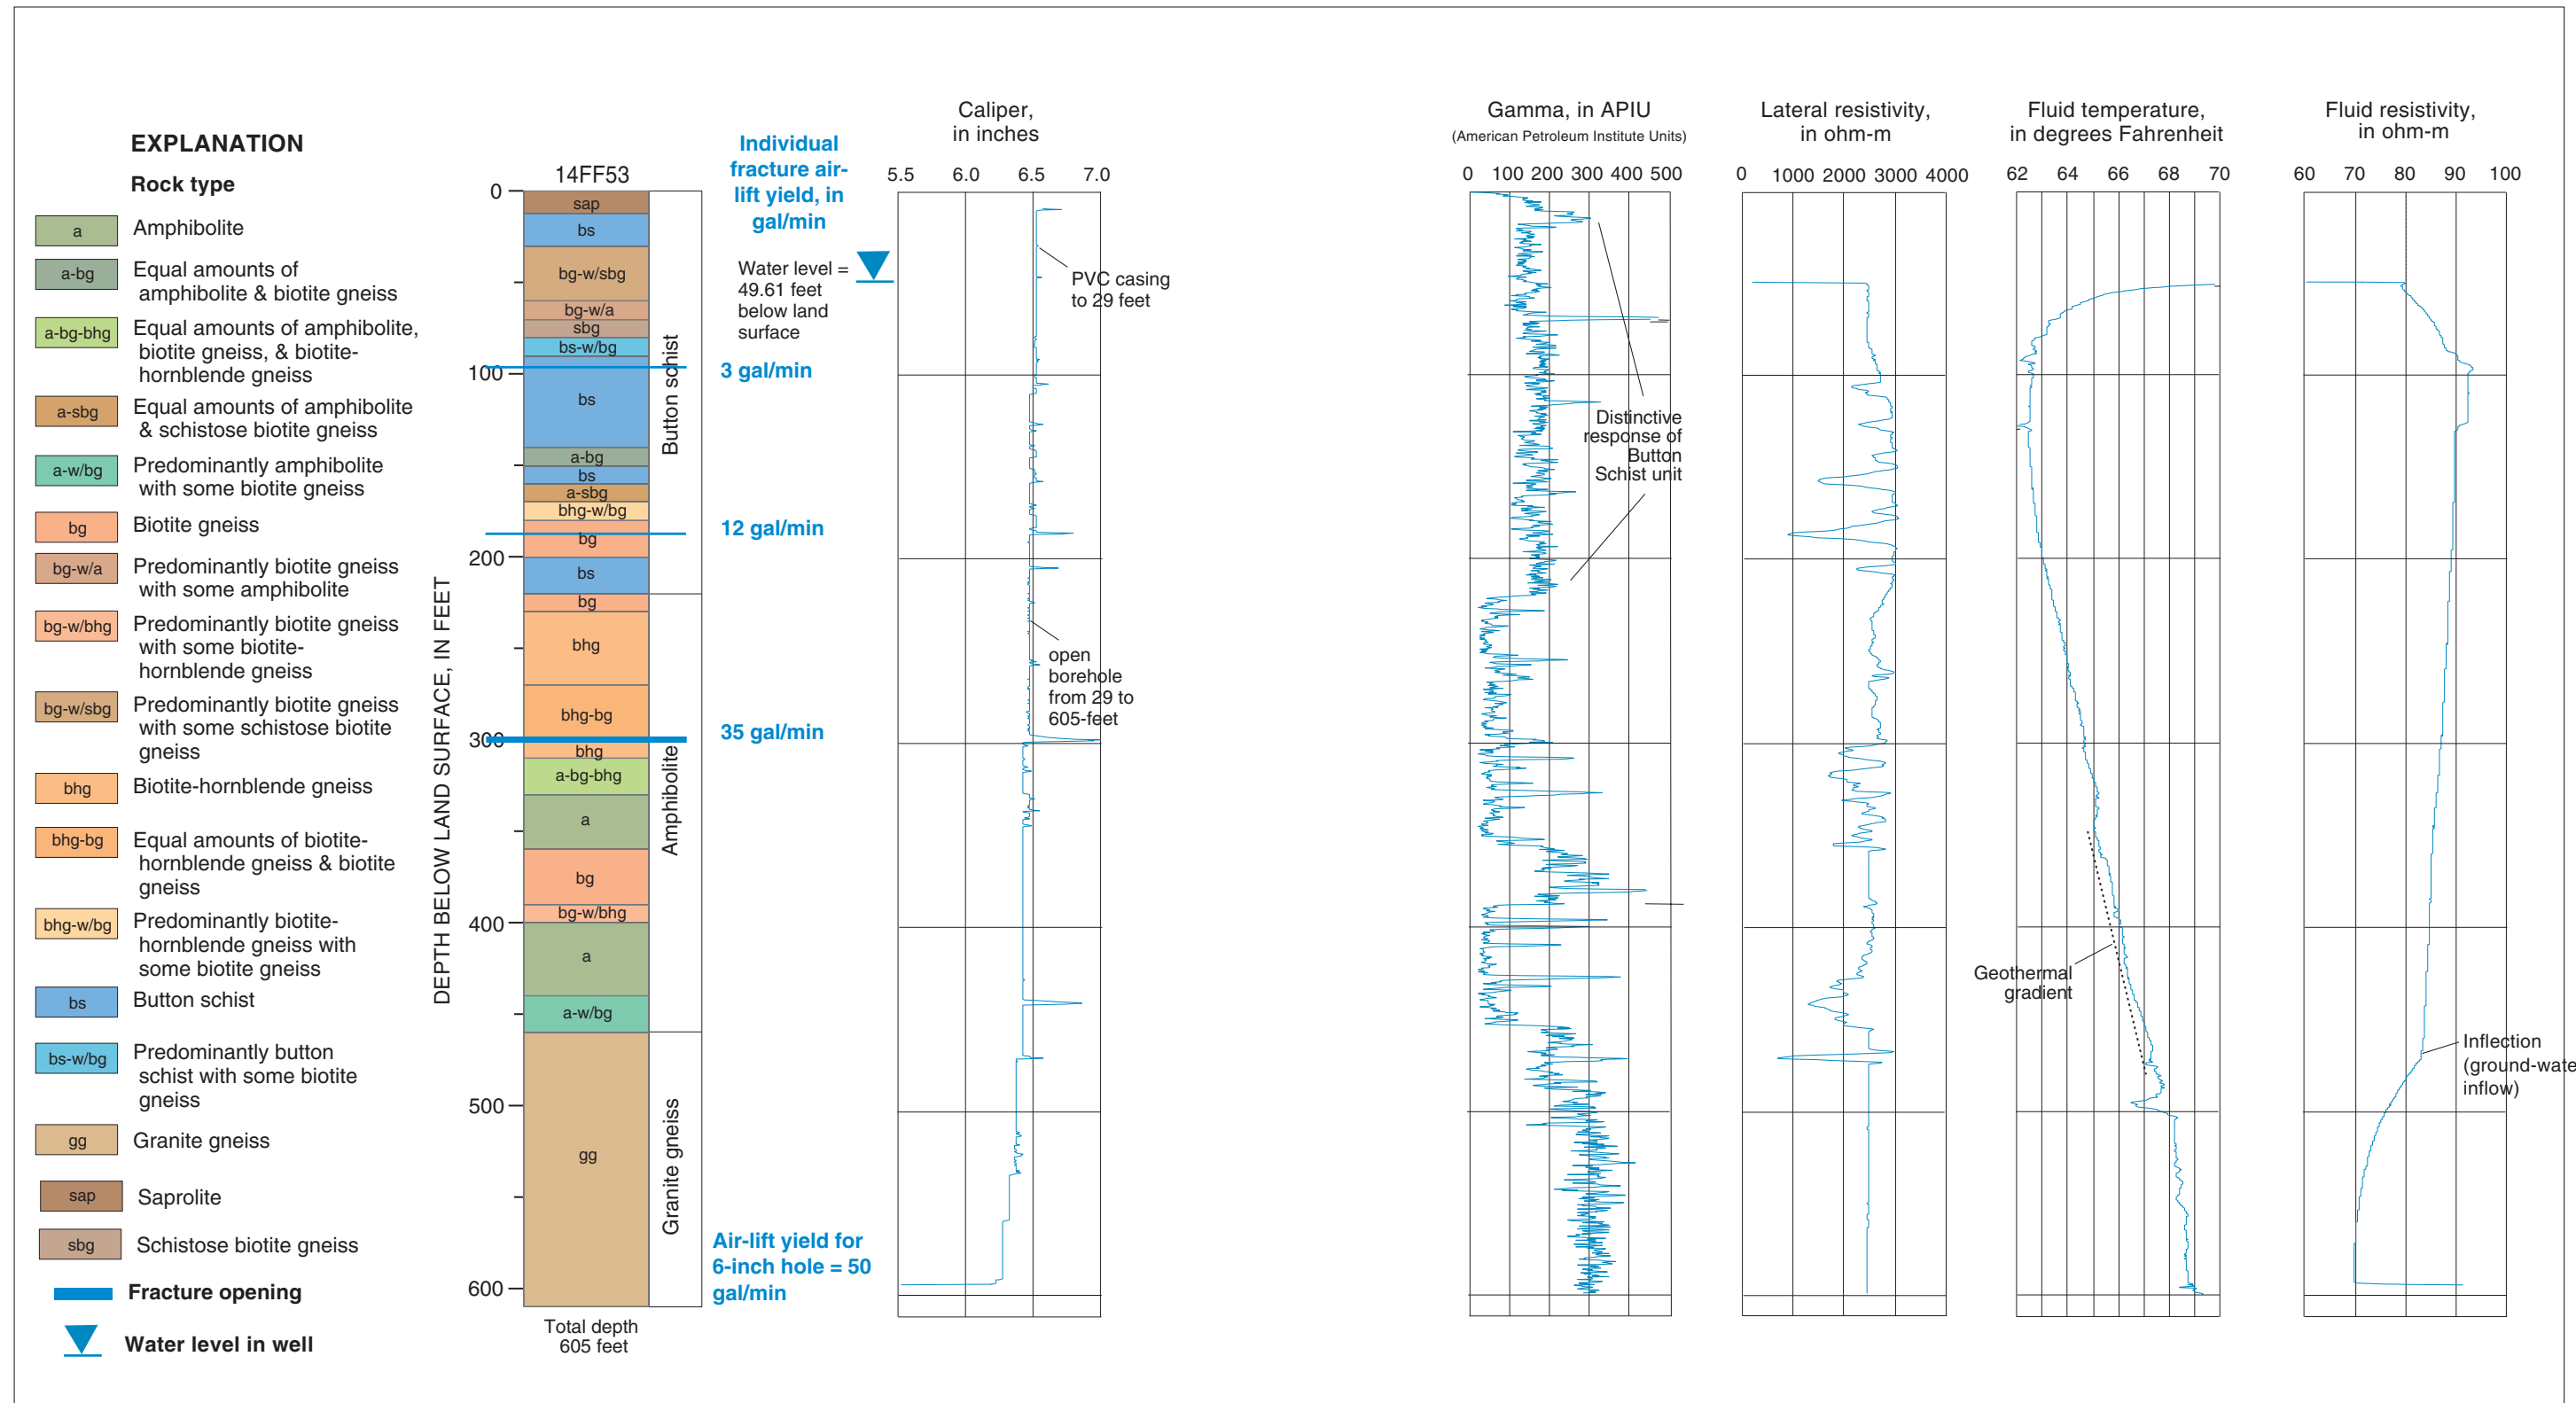 EXPLANATION
Rock type
a
Amphibolite
a-bg
Equal amounts of
amphibolite & biotite gneiss
a-bg-bhg
Equal amounts of amphibolite,
biotite gneiss, & biotite-
hornblende gneiss
a-sbg
Equal amounts of amphibolite
& schistose biotite gneiss
a-w/bg
Predominantly amphibolite
with some biotite gneiss
bg
Biotite gneiss
bg-w/a
Predominantly biotite gneiss
with some amphibolite
bg-w/bhg
Predominantly biotite gneiss
with some biotite-
hornblende gneiss
bg-w/sbg
Predominantly biotite gneiss
with some schistose biotite
gneiss
bhg
Biotite-hornblende gneiss
bhg-bg
Equal amounts of biotite-
hornblende gneiss & biotite
gneiss
bhg-w/bg
Predominantly biotite-
hornblende gneiss with
some biotite gneiss
bs
Button schist
bs-w/bg
Predominantly button
schist with some biotite
gneiss
gg
Granite gneiss
sap
Saprolite
sbg
Schistose biotite gneiss
Fracture opening
Water level in well
DEPTH BELOW LAND SURFACE, IN FEET
0
100
200
300
400
500
600
14FF53
sap
bs
bg-w/sbg
bg-w/a
sbg
bs-w/bg
bs
a-bg
bs
a-sbg
bhg-w/bg
bg
bs
bg
bhg
bhg-bg
bhg
a-bg-bhg
a
bg
bg-w/bhg
a
a-w/bg
gg
Total depth
605 feet
Button schist
Amphibolite
Granite gneiss
Individual
fracture air-
lift yield, in
gal/min
Water level =
49.61 feet
below land
surface
3 gal/min
12 gal/min
35 gal/min
Air-lift yield for
6-inch hole = 50
gal/min
Caliper,
in inches
5.5 6.0 6.5 7.0
PVC casing
to 29 feet
open
borehole
from 29 to
605-feet
Gamma, in APIU
(American Petroleum Institute Units)
0 100 200 300 400 500
Distinctive
response of
Button
Schist unit
Lateral resistivity,
in ohm-m
0 1000 2000 3000 4000
Fluid temperature,
in degrees Fahrenheit
62 64 66 68 70
Geothermal
gradient
Fluid resistivity,
in ohm-m
60 70 80 90 100
Inflection
(ground-wate
inflow)